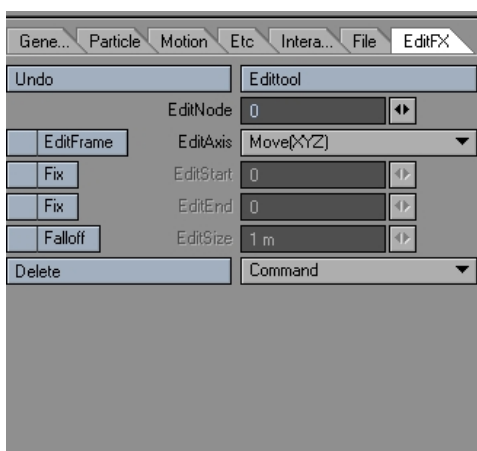 Gene... Particle Motion Etc Intera... File EditFX
Undo Edittool
EditNode 0
EditFrame EditAxis Move(XYZ)
Fix EditStart 0
Fix EditEnd 0
Falloff EditSize 1 m
Delete Command